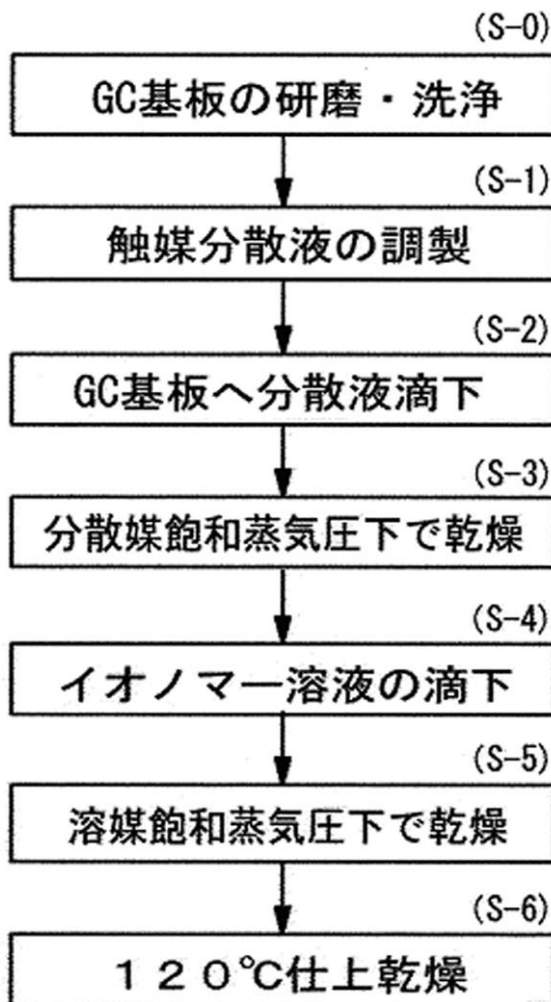 (S-0)
GC基板の研磨・洗浄
(S-1)
触媒分散液の調製
(S-2)
GC基板へ分散液滴下
(S-3)
分散媒飽和蒸気圧下で乾燥
(S-4)
イオノマー溶液の滴下
(S-5)
溶媒飽和蒸気圧下で乾燥
(S-6)
１２０℃仕上乾燥